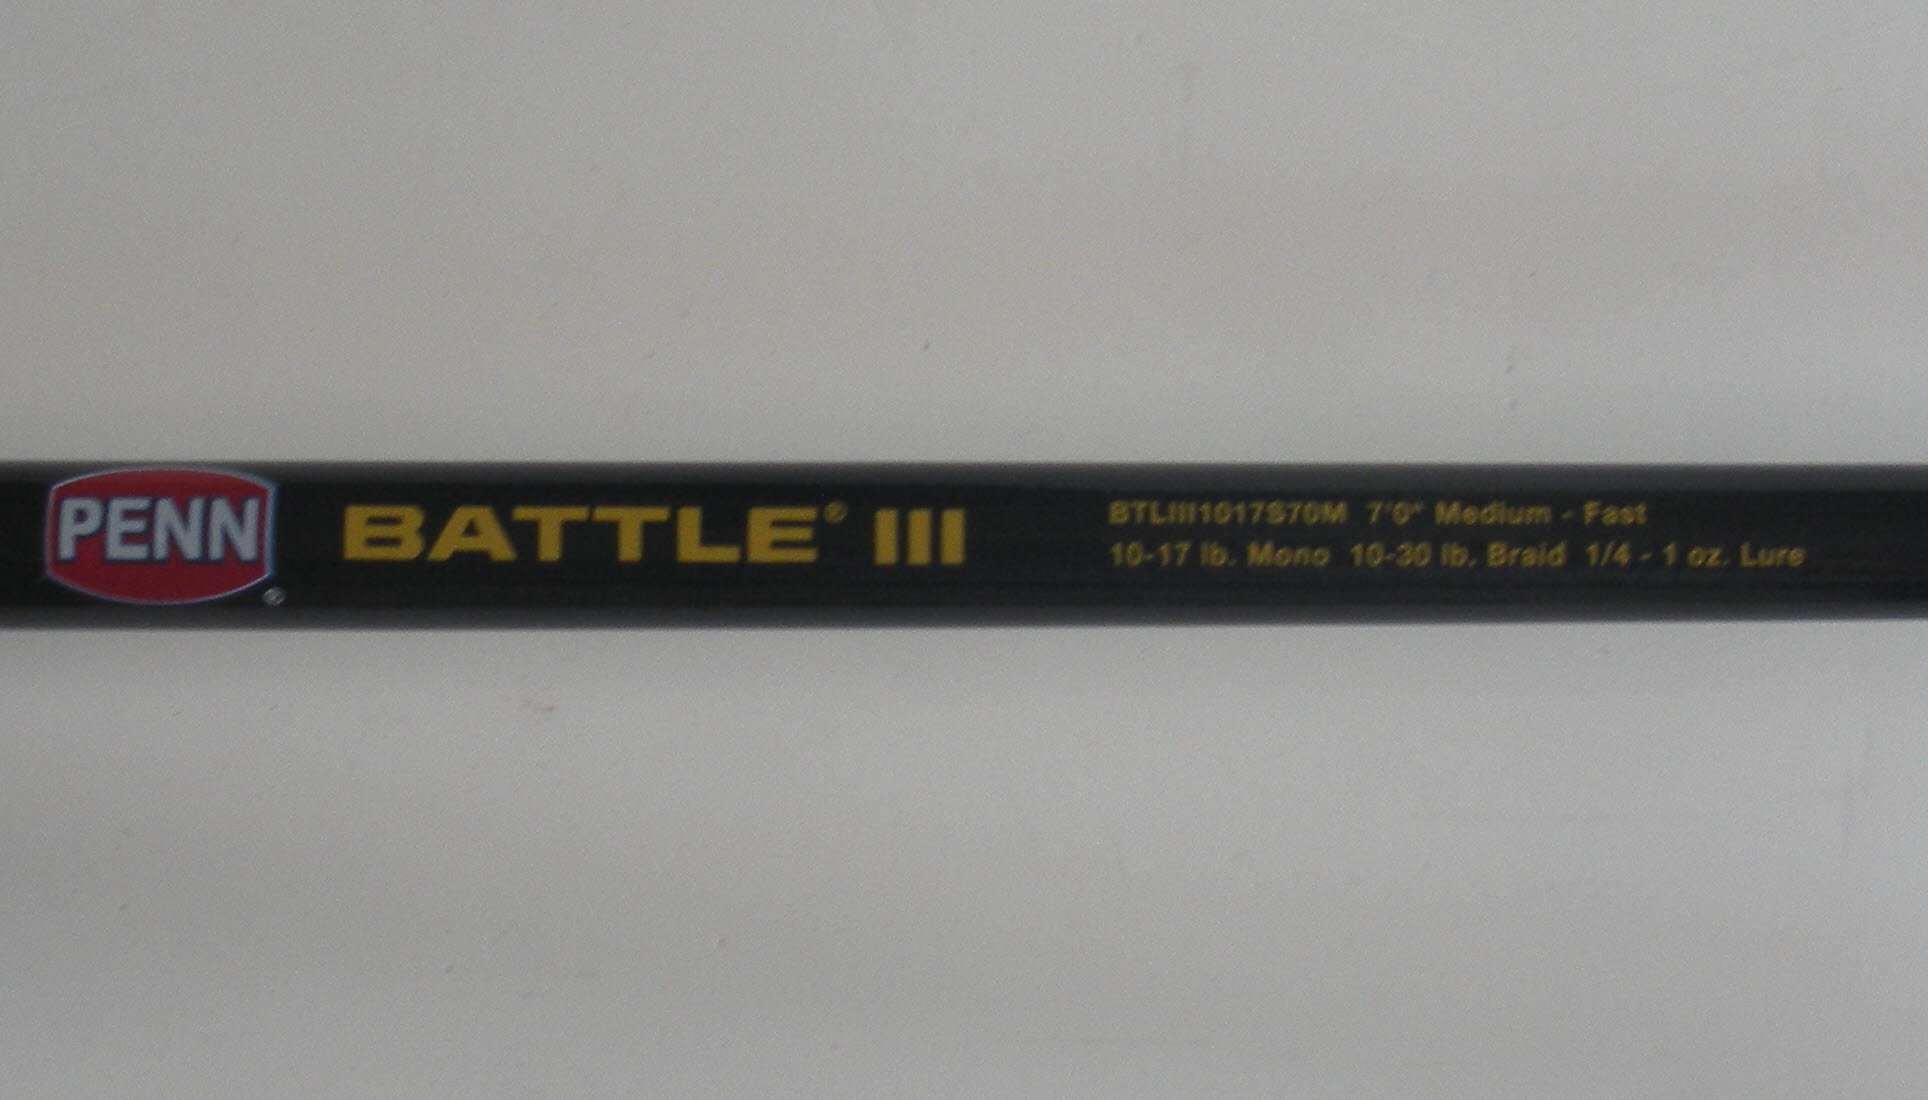 PENN®
BATTLE® III
BTLIII1017S70M 7'0" Medium - Fast
10-17 lb. Mono 10-30 lb. Braid 1/4 - 1 oz. Lure